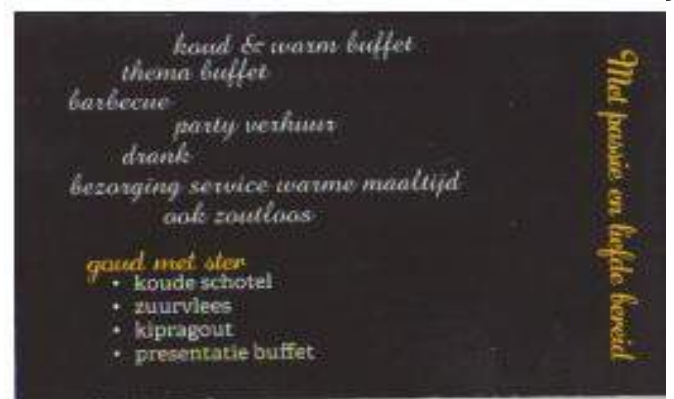 koud & warm buffet
thema buffet
barbecue
party verhuur
drank
bezorging service warme maaltijd
ook zoutloos
goud met ster
• koude schotel
• zuurvlees
• kipragout
• presentatie buffet
Met passie en liefde bereid